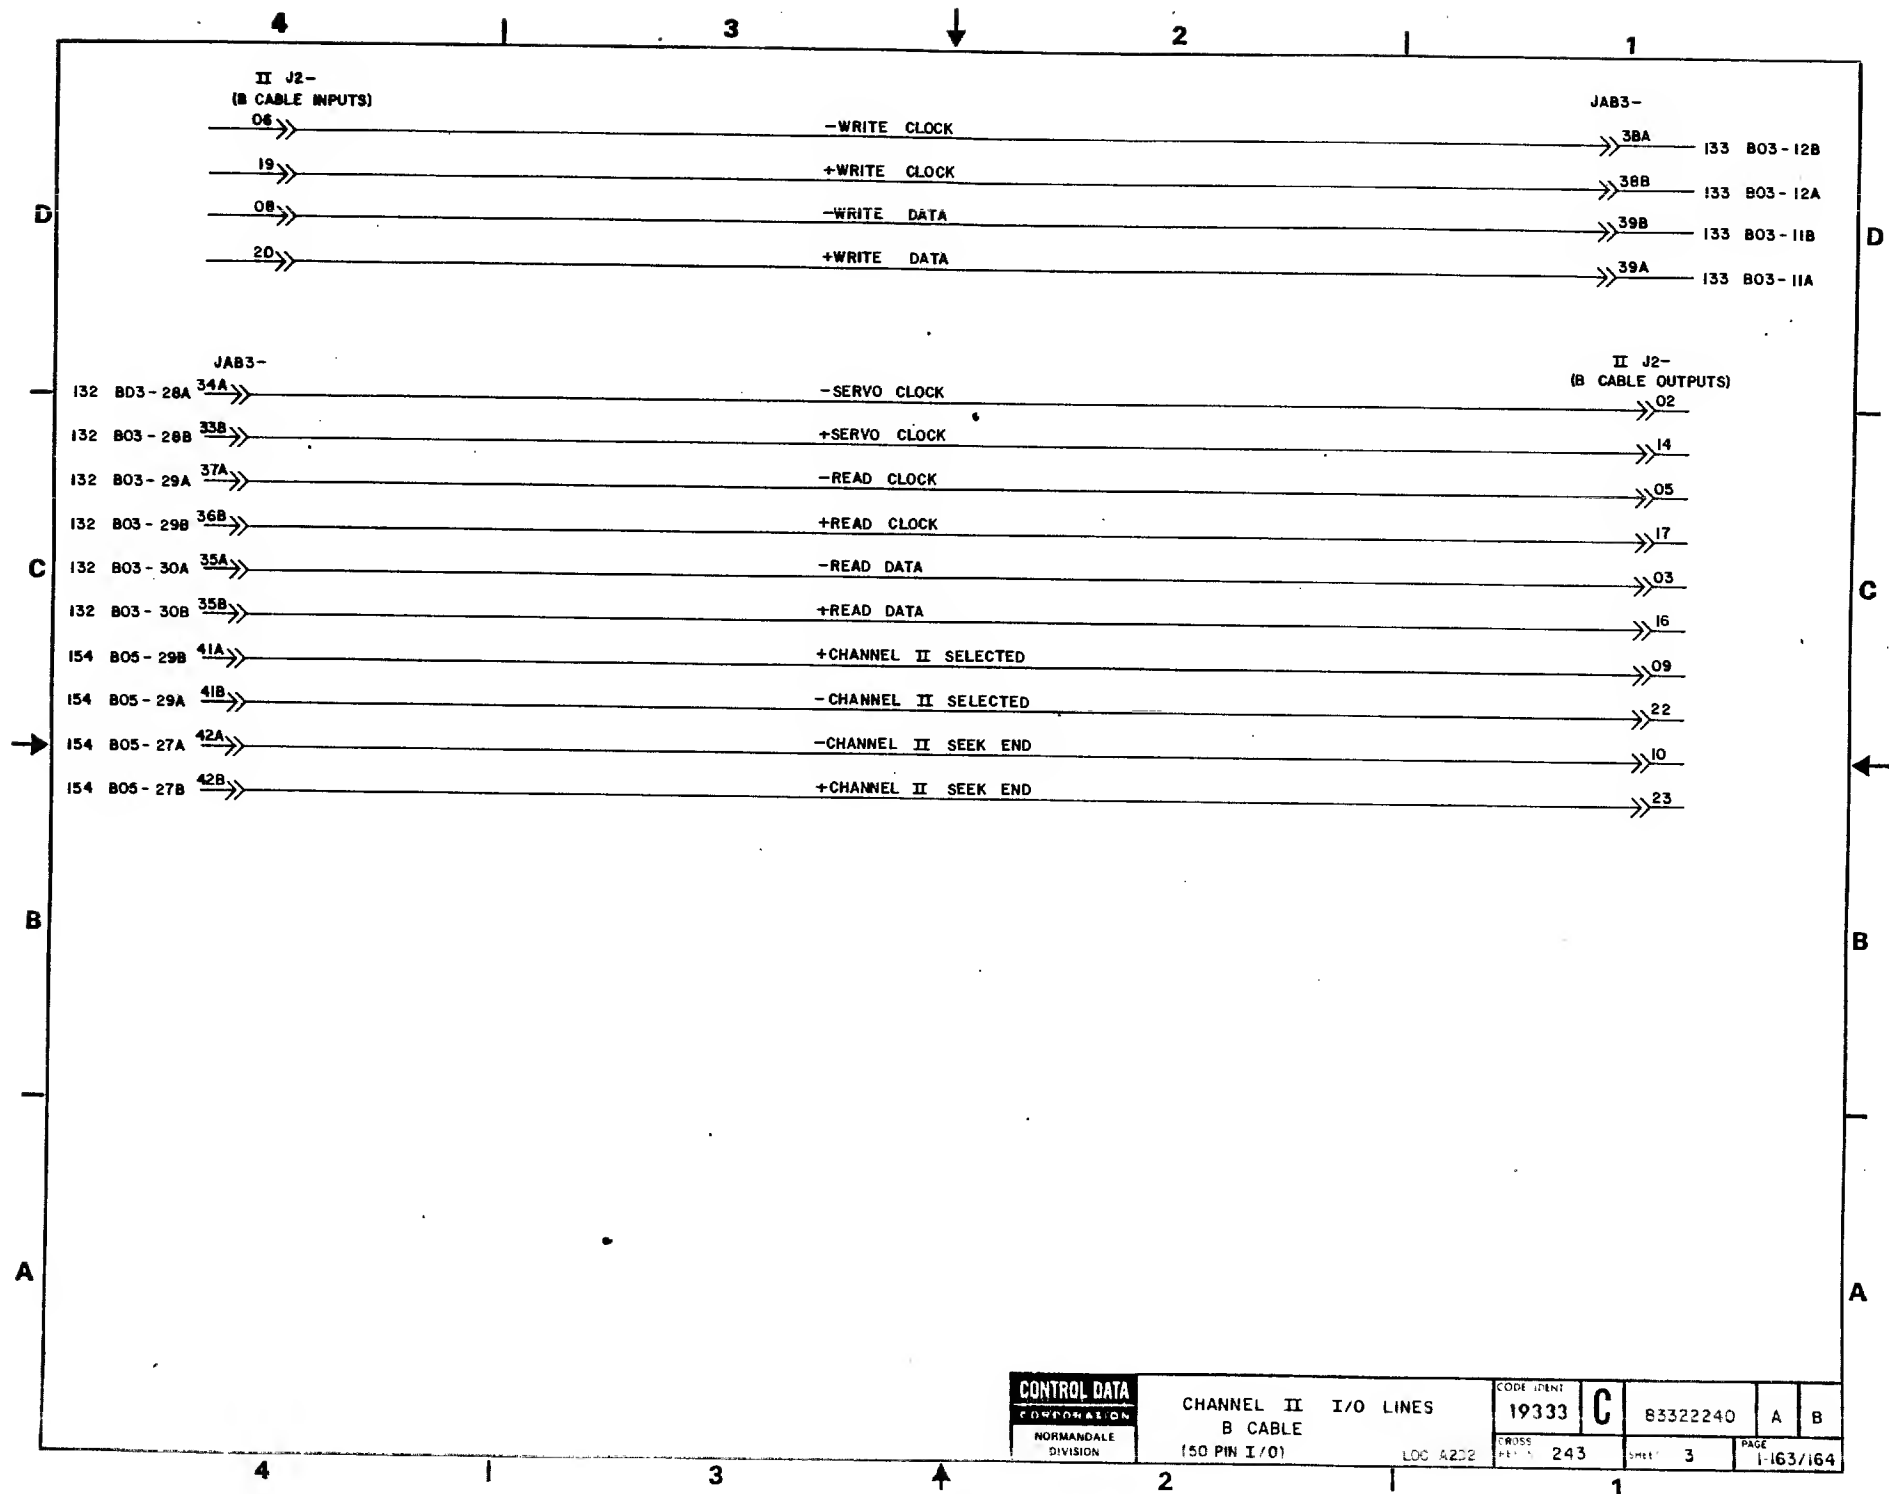 4 3 2 1
II J2-
(B CABLE INPUTS)
JAB3-
06 -WRITE CLOCK 38A 133 B03-12B
19 +WRITE CLOCK 38B 133 B03-12A
D 08 -WRITE DATA 39B 133 B03-11B D
20 +WRITE DATA 39A 133 B03-11A
JAB3-
II J2-
(B CABLE OUTPUTS)
132 B03-28A 34A -SERVO CLOCK 02
132 B03-28B 33B +SERVO CLOCK 14
132 B03-29A 37A -READ CLOCK 05
132 B03-29B 36B +READ CLOCK 17
C 132 B03-30A 35A -READ DATA 03 C
132 B03-30B 35B +READ DATA 16
154 B05-29B 41A +CHANNEL II SELECTED 09
154 B05-29A 41B -CHANNEL II SELECTED 22
154 B05-27A 42A -CHANNEL II SEEK END 10
154 B05-27B 42B +CHANNEL II SEEK END 23
B B
A A
CONTROL DATA
CORPORATION
NORMANDALE
DIVISION
CHANNEL II I/O LINES
B CABLE
(50 PIN I/O)
LOC A2D2
CODE IDENT
19333
C
83322240
A
B
CROSS
243
SHEET 3
PAGE
1-163/164
4 3 2 1